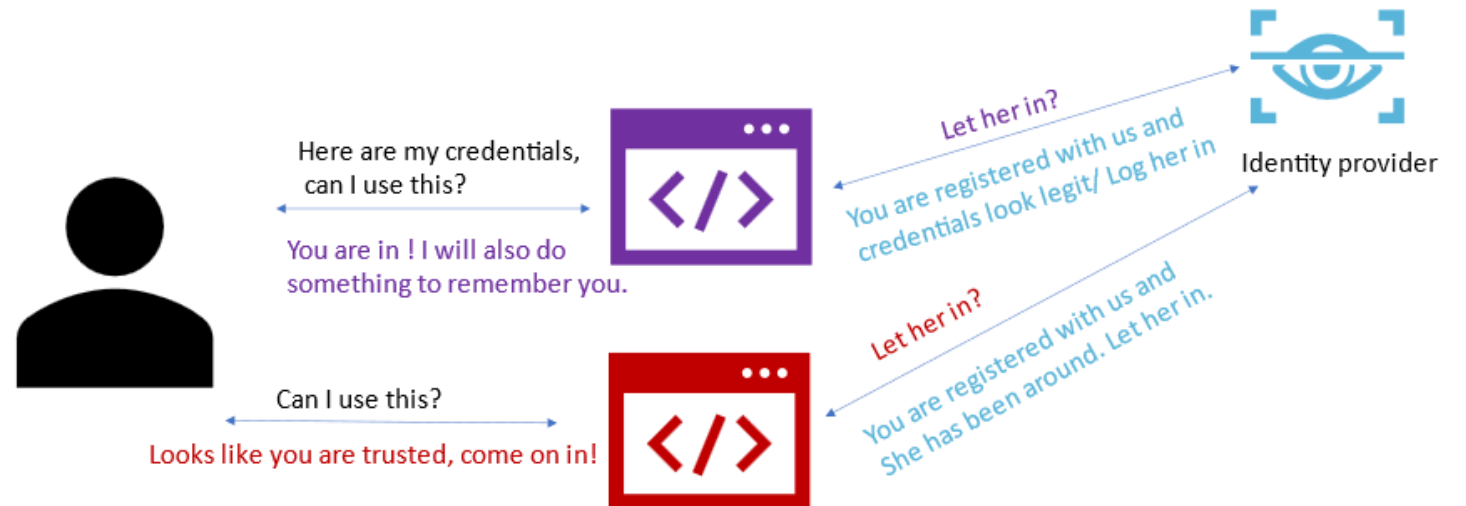 Here are my credentials,
can I use this?
You are in ! I will also do
something to remember you.
Let her in?
You are registered with us and
credentials look legit/ Log her in
Identity provider
Can I use this?
Looks like you are trusted, come on in!
Let her in?
You are registered with us and
She has been around. Let her in.